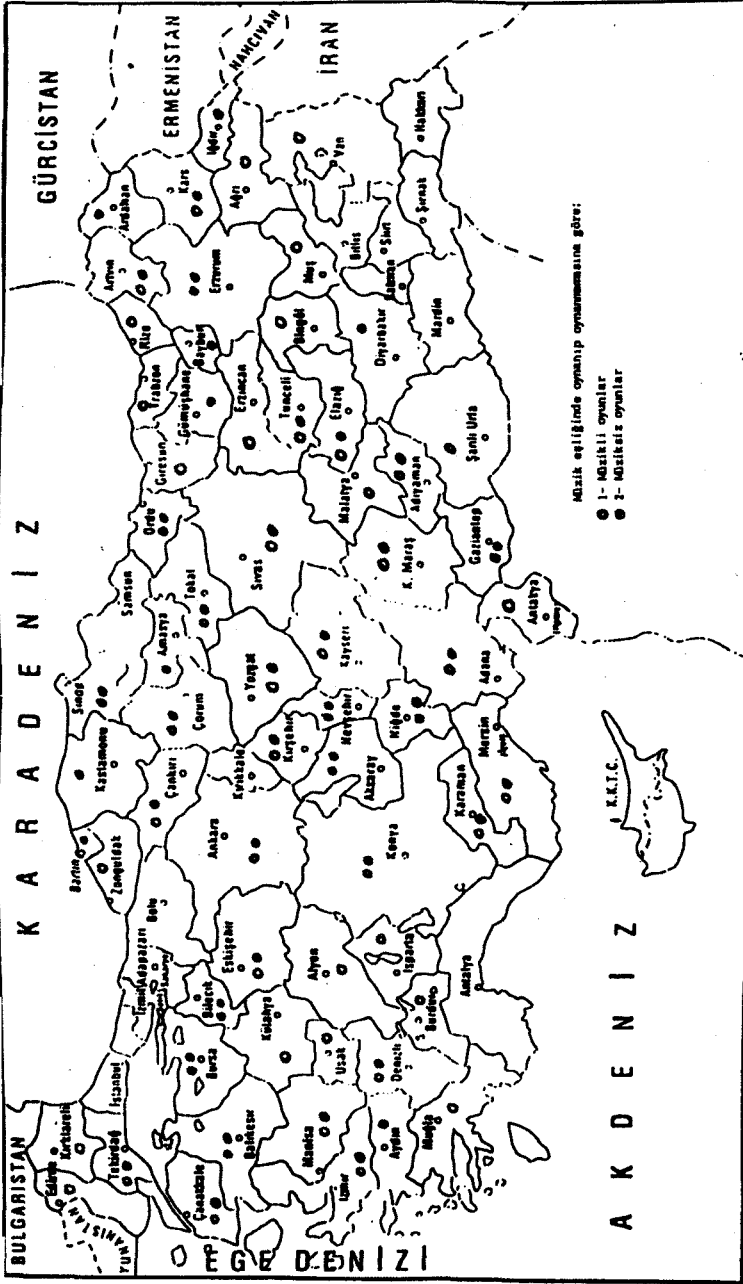 K A R A D E N İ Z
BULGARİSTAN
YUNANİSTAN
GÜRCİSTAN
ERMENİSTAN
NAHCIVAN
İRAN
EGE DENİZİ
A K D E N İ Z
K.K.T.C.
Edirne
Kırklareli
Tekirdağ
İstanbul
Çanakkale
Balıkesir
Bursa
Bilecik
İzmit
Adapazarı
Bolu
Zonguldak
Bartın
Kastamonu
Sinop
Samsun
Ordu
Giresun
Trabzon
Rize
Artvin
Ardahan
Kars
Iğdır
Ağrı
Erzurum
Bayburt
Gümüşhane
Erzincan
Tunceli
Bingöl
Muş
Van
Bitlis
Siirt
Hakkari
Şırnak
Batman
Mardin
Diyarbakır
Elazığ
Malatya
Adıyaman
Şanlı Urfa
Gaziantep
K. Maraş
Antakya
Adana
Mersin
Karaman
Niğde
Nevşehir
Kayseri
Sivas
Tokat
Amasya
Çorum
Yozgat
Kırşehir
Kırıkkale
Çankırı
Ankara
Aksaray
Konya
Eskişehir
Kütahya
Afyon
Isparta
Burdur
Antalya
Denizli
Uşak
Manisa
İzmir
Aydın
Muğla
Müzik eşliğinde oynanıp oynanmamasına göre:
1- Müzikli oyunlar
2- Müziksiz oyunlar